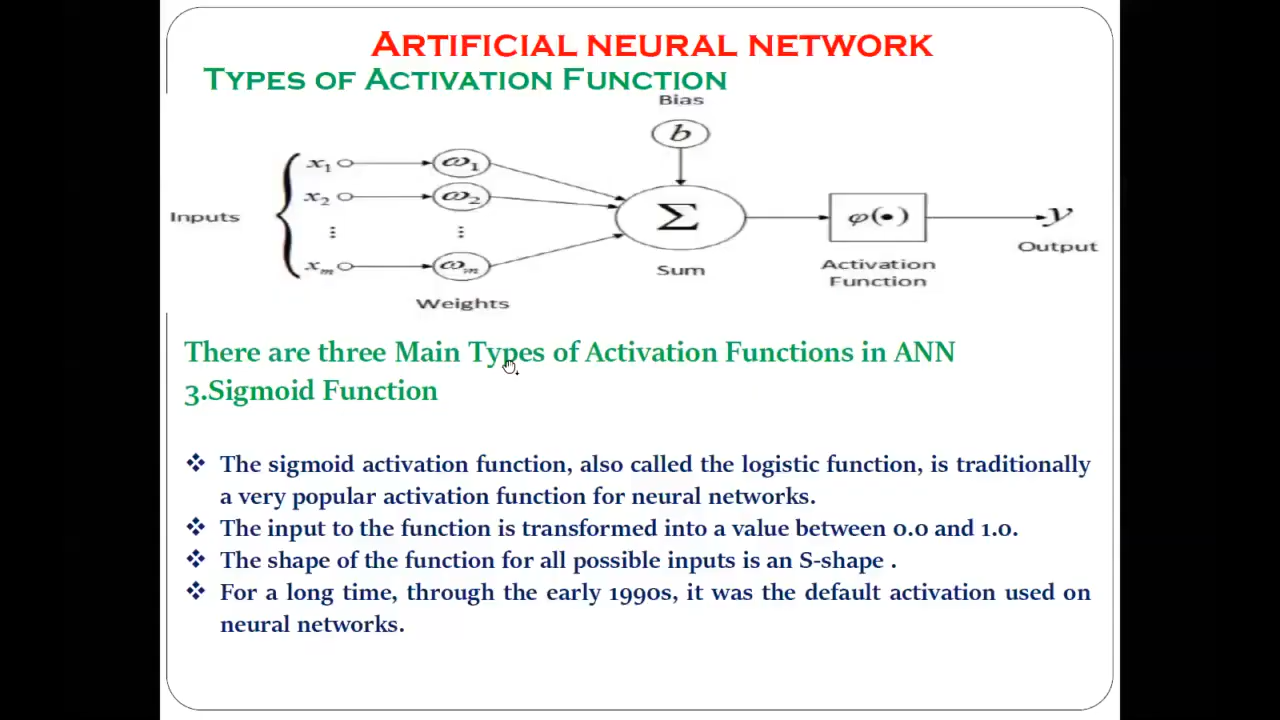 ARTIFICIAL NEURAL NETWORK
TYPES OF ACTIVATION FUNCTION
Bias
b
x₁ ω₁
x₂ ω₂
Inputs ⋮ ⋮ Σ φ(•) y
Output
xₘ ωₘ Sum Activation
Function
Weights
There are three Main Types of Activation Functions in ANN
3.Sigmoid Function
❖ The sigmoid activation function, also called the logistic function, is traditionally
a very popular activation function for neural networks.
❖ The input to the function is transformed into a value between 0.0 and 1.0.
❖ The shape of the function for all possible inputs is an S-shape .
❖ For a long time, through the early 1990s, it was the default activation used on
neural networks.